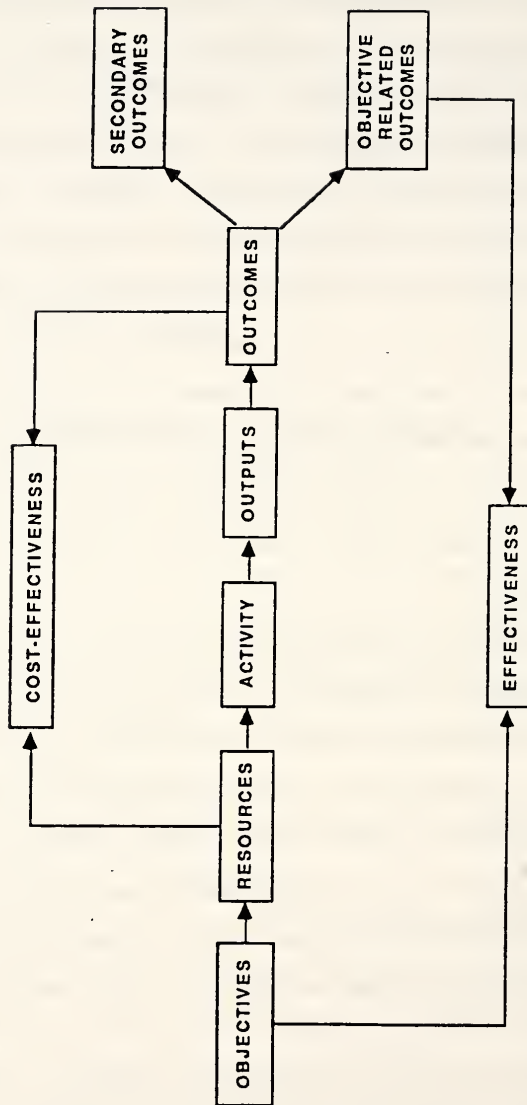 COST-EFFECTIVENESS
OBJECTIVES
RESOURCES
ACTIVITY
OUTPUTS
OUTCOMES
SECONDARY
OUTCOMES
OBJECTIVE
RELATED
OUTCOMES
EFFECTIVENESS